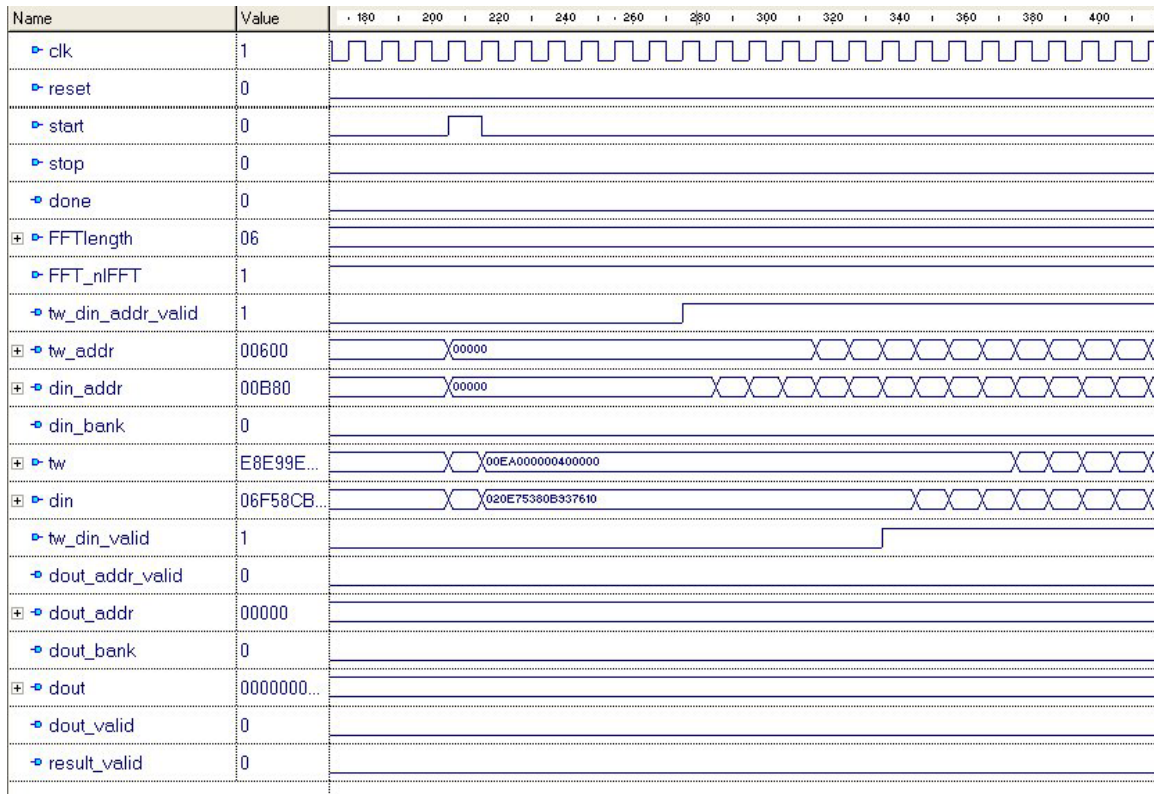 Name Value 180 200 220 240 260 280 300 320 340 360 380 400
clk 1
reset 0
start 0
stop 0
done 0
FFTlength 06
FFT_nIFFT 1
tw_din_addr_valid 1
tw_addr 00600 00000
din_addr 00B80 00000
din_bank 0
tw E8E99E... 00EA000000400000
din 06F58CB... 020E75380B937610
tw_din_valid 1
dout_addr_valid 0
dout_addr 00000
dout_bank 0
dout 0000000...
dout_valid 0
result_valid 0